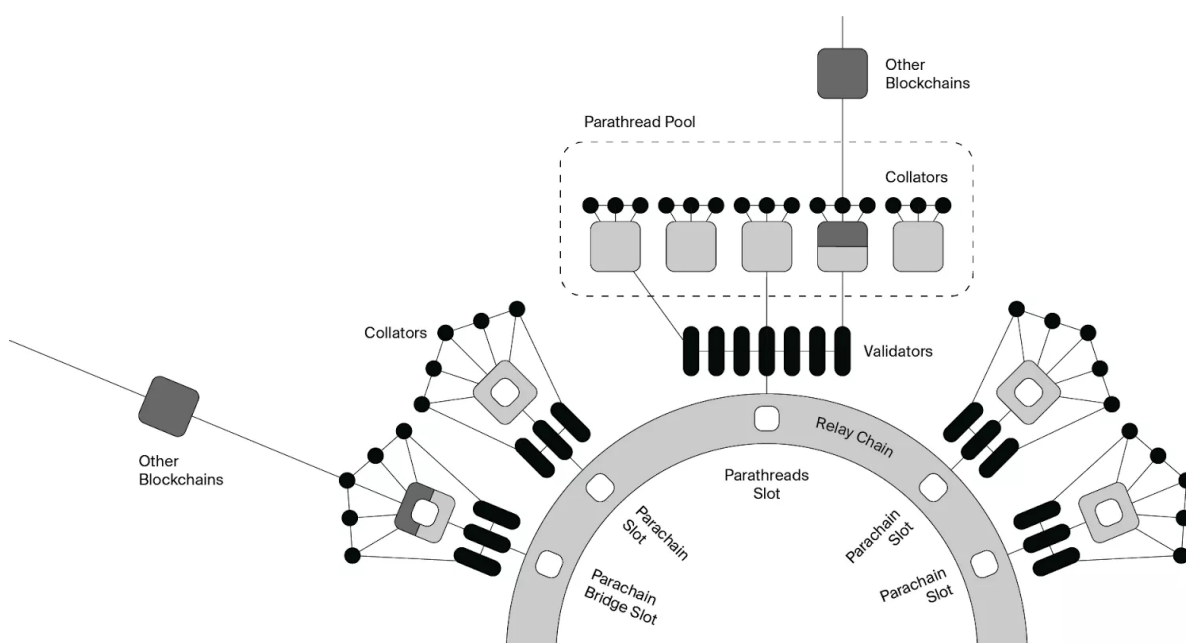 Other
Blockchains
Parathread Pool
Collators
Collators
Validators
Relay Chain
Other
Blockchains
Parathreads
Slot
Parachain
Slot
Parachain
Slot
Parachain
Bridge Slot
Parachain
Slot